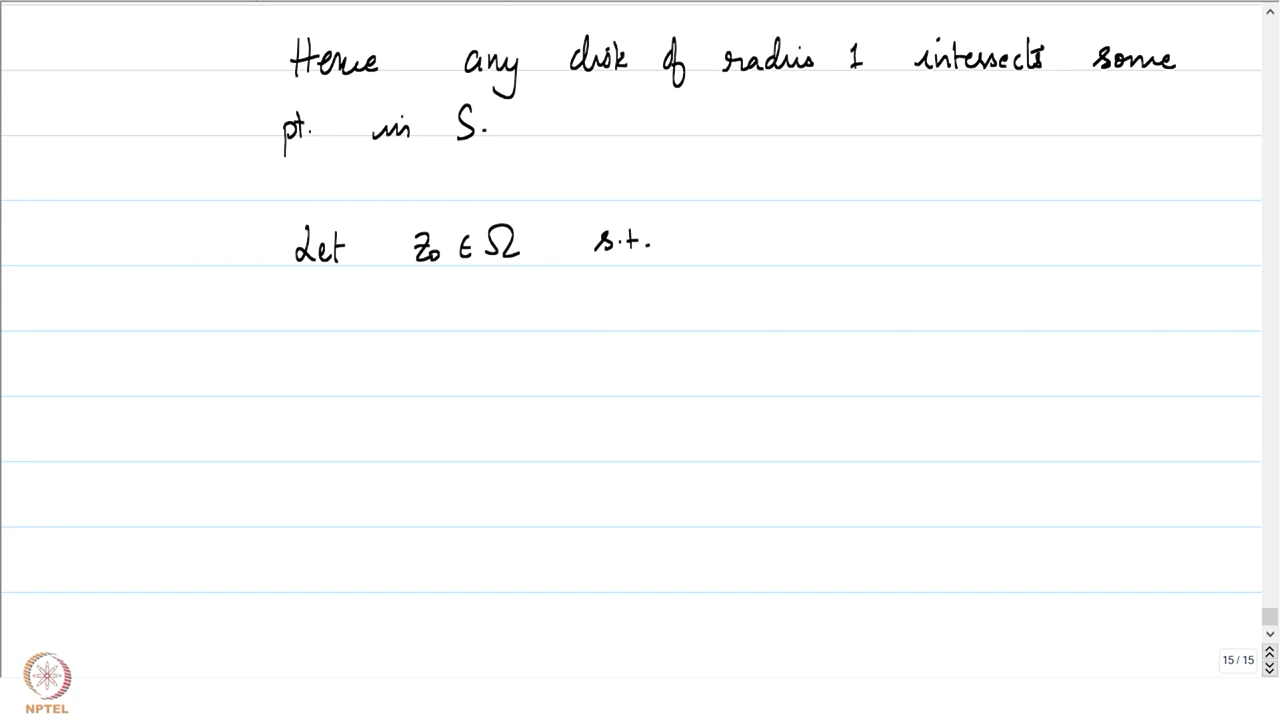 Hence any disk of radius 1 intersects some
pt. in S.
Let z₀ ∈ Ω s.t.
15 / 15
NPTEL